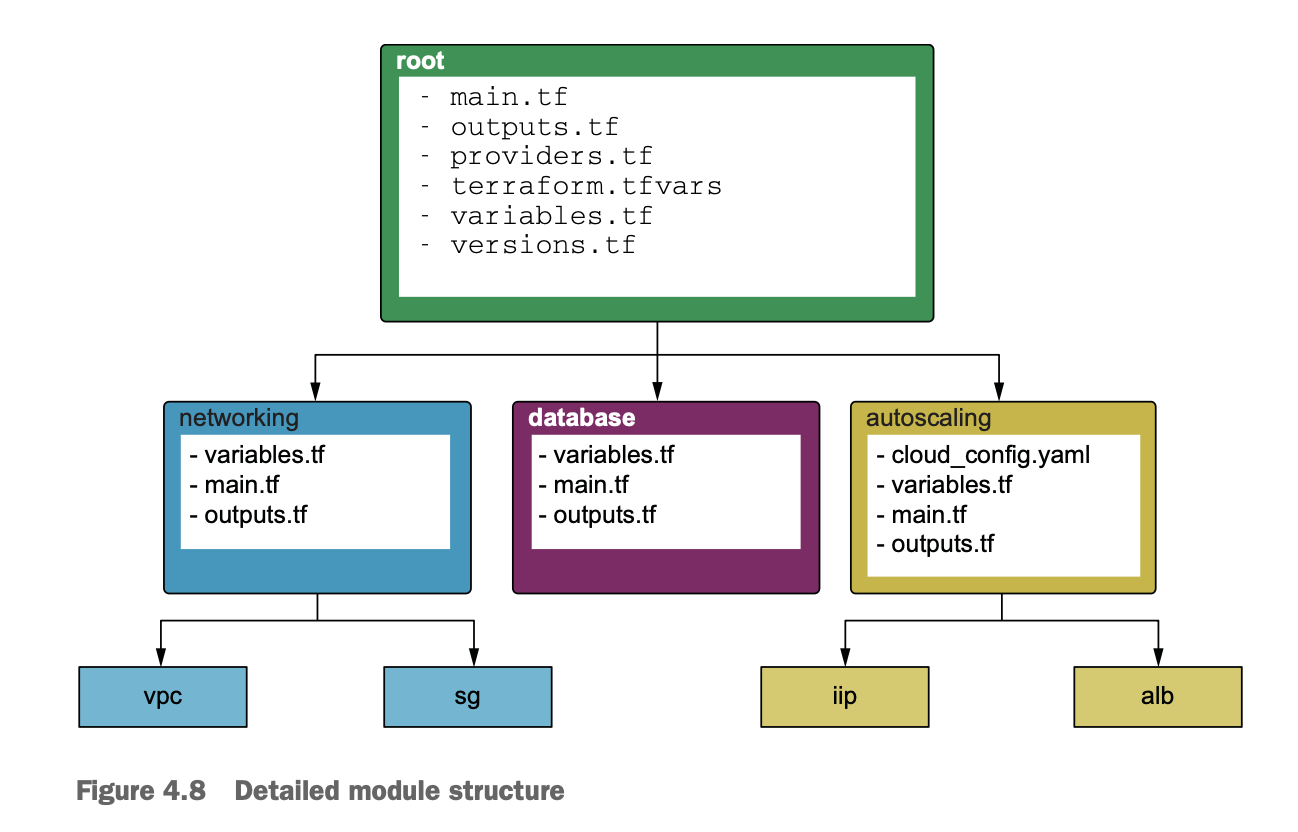 root
- main.tf
- outputs.tf
- providers.tf
- terraform.tfvars
- variables.tf
- versions.tf
networking
- variables.tf
- main.tf
- outputs.tf
database
- variables.tf
- main.tf
- outputs.tf
autoscaling
- cloud_config.yaml
- variables.tf
- main.tf
- outputs.tf
vpc
sg
iip
alb
Figure 4.8 Detailed module structure